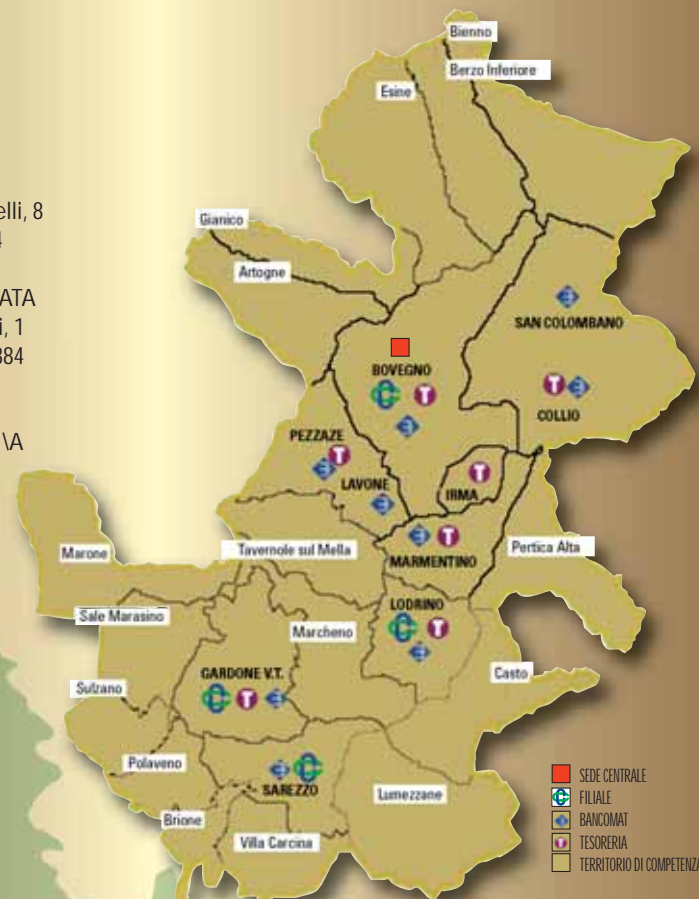 elli, 8
4
ATA
i, 1
384
\A
Bienno
Berzo Inferiore
Esine
Gianico
Artogne
SAN COLOMBANO
BOVEGNO
COLLIO
PEZZAZE
LAVONE
IRMA
Marone
Tavernole sul Mella
MARMENTINO
Pertica Alta
LODRINO
Sale Marasino
Marcheno
GARDONE V.T.
Casto
Sulzano
Polaveno
SAREZZO
Lumezzane
Brione
Villa Carcina
SEDE CENTRALE
FILIALE
BANCOMAT
TESORERIA
TERRITORIO DI COMPETENZA